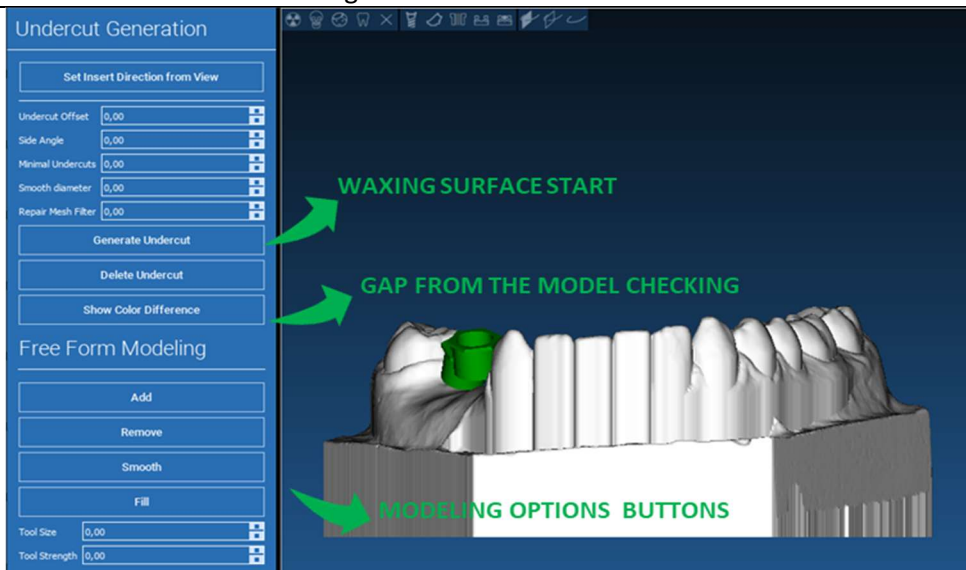 Undercut Generation
Set Insert Direction from View
Undercut Offset 0,00
Side Angle 0,00
Minimal Undercuts 0,00
Smooth diameter 0,00
Repair Mesh Filter 0,00
Generate Undercut
Delete Undercut
Show Color Difference
Free Form Modeling
Add
Remove
Smooth
Fill
Tool Size 0,00
Tool Strength 0,00
WAXING SURFACE START
GAP FROM THE MODEL CHECKING
MODELING OPTIONS BUTTONS